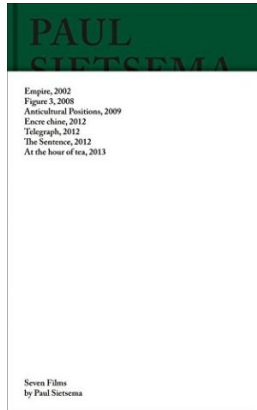 PAUL
SIETSEMA
Empire, 2002
Figure 3, 2008
Anticultural Positions, 2009
Encre chine, 2012
Telegraph, 2012
The Sentence, 2012
At the hour of tea, 2013
Seven Films
by Paul Sietsema